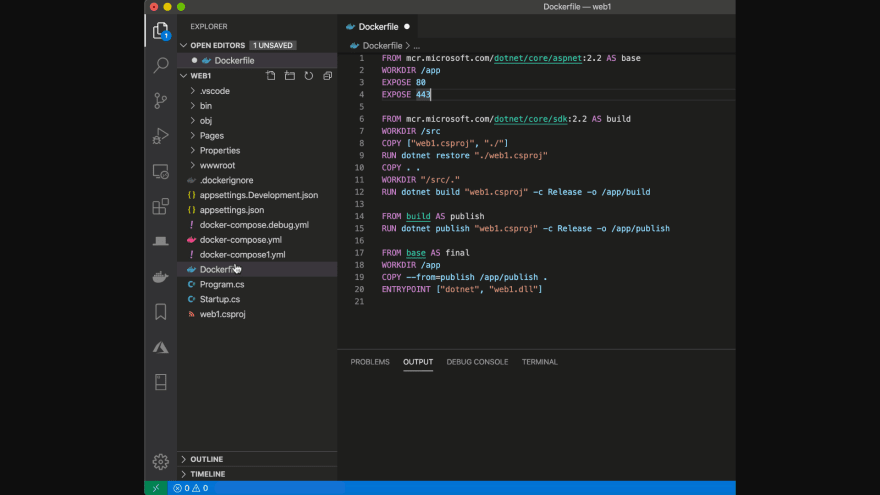 Dockerfile — web1
EXPLORER
OPEN EDITORS 1 UNSAVED
Dockerfile
WEB1
.vscode
bin
obj
Pages
Properties
wwwroot
.dockerignore
appsettings.Development.json
appsettings.json
docker-compose.debug.yml
docker-compose.yml
docker-compose1.yml
Dockerfile
Program.cs
Startup.cs
web1.csproj
OUTLINE
TIMELINE
0 0
1
Dockerfile
Dockerfile > ...
1 FROM mcr.microsoft.com/dotnet/core/aspnet:2.2 AS base
2 WORKDIR /app
3 EXPOSE 80
4 EXPOSE 443
5
6 FROM mcr.microsoft.com/dotnet/core/sdk:2.2 AS build
7 WORKDIR /src
8 COPY ["web1.csproj", "./"]
9 RUN dotnet restore "./web1.csproj"
10 COPY . .
11 WORKDIR "/src/."
12 RUN dotnet build "web1.csproj" -c Release -o /app/build
13
14 FROM build AS publish
15 RUN dotnet publish "web1.csproj" -c Release -o /app/publish
16
17 FROM base AS final
18 WORKDIR /app
19 COPY --from=publish /app/publish .
20 ENTRYPOINT ["dotnet", "web1.dll"]
21
PROBLEMS OUTPUT DEBUG CONSOLE TERMINAL